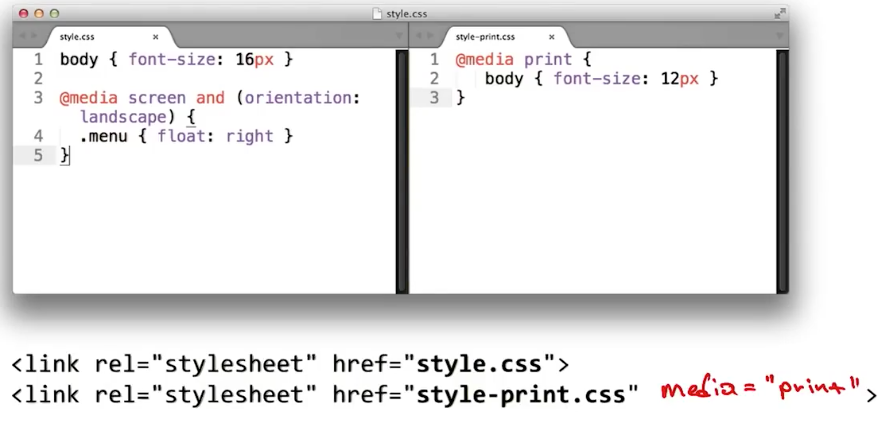 style.css
style.css ×
1 body { font-size: 16px }
2
3 @media screen and (orientation:
landscape) {
4 .menu { float: right }
5 }
style-print.css ×
1 @media print {
2 body { font-size: 12px }
3 }
<link rel="stylesheet" href="style.css">
<link rel="stylesheet" href="style-print.css" media="print">